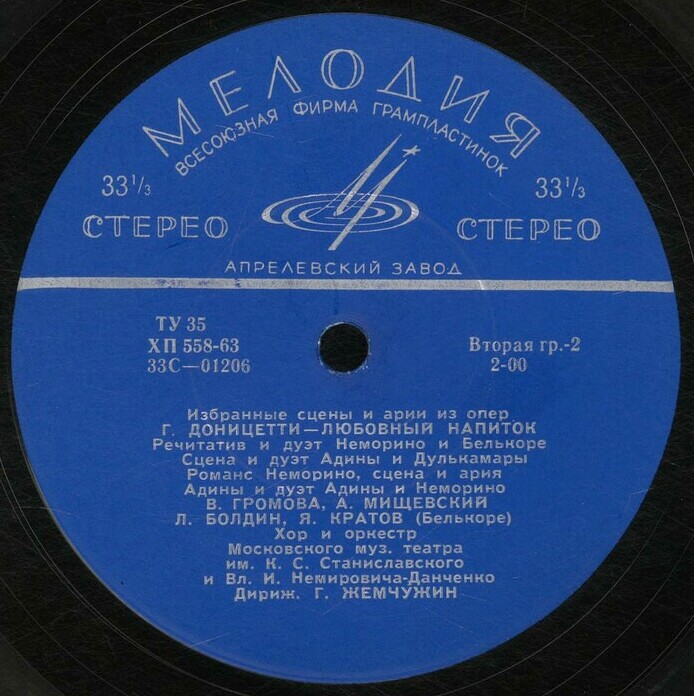 МЕЛОДИЯ
ВСЕСОЮЗНАЯ ФИРМА ГРАМПЛАСТИНОК
33⅓ 33⅓
СТЕРЕО СТЕРЕО
АПРЕЛЕВСКИЙ ЗАВОД
ТУ 35
ХП 558-63
33С—01206
Вторая гр.-2
2-00
Избранные сцены и арии из опер
Г. ДОНИЦЕТТИ—ЛЮБОВНЫЙ НАПИТОК
Речитатив и дуэт Неморино и Белькоре
Сцена и дуэт Адины и Дулькамары
Романс Неморино, сцена и ария
Адины и дуэт Адины и Неморино
В. ГРОМОВА, А. МИЩЕВСКИЙ
Л. БОЛДИН, Я. КРАТОВ (Белькоре)
Хор и оркестр
Московского муз. театра
им. К. С. Станиславского
и Вл. И. Немировича-Данченко
Дириж. Г. ЖЕМЧУЖИН